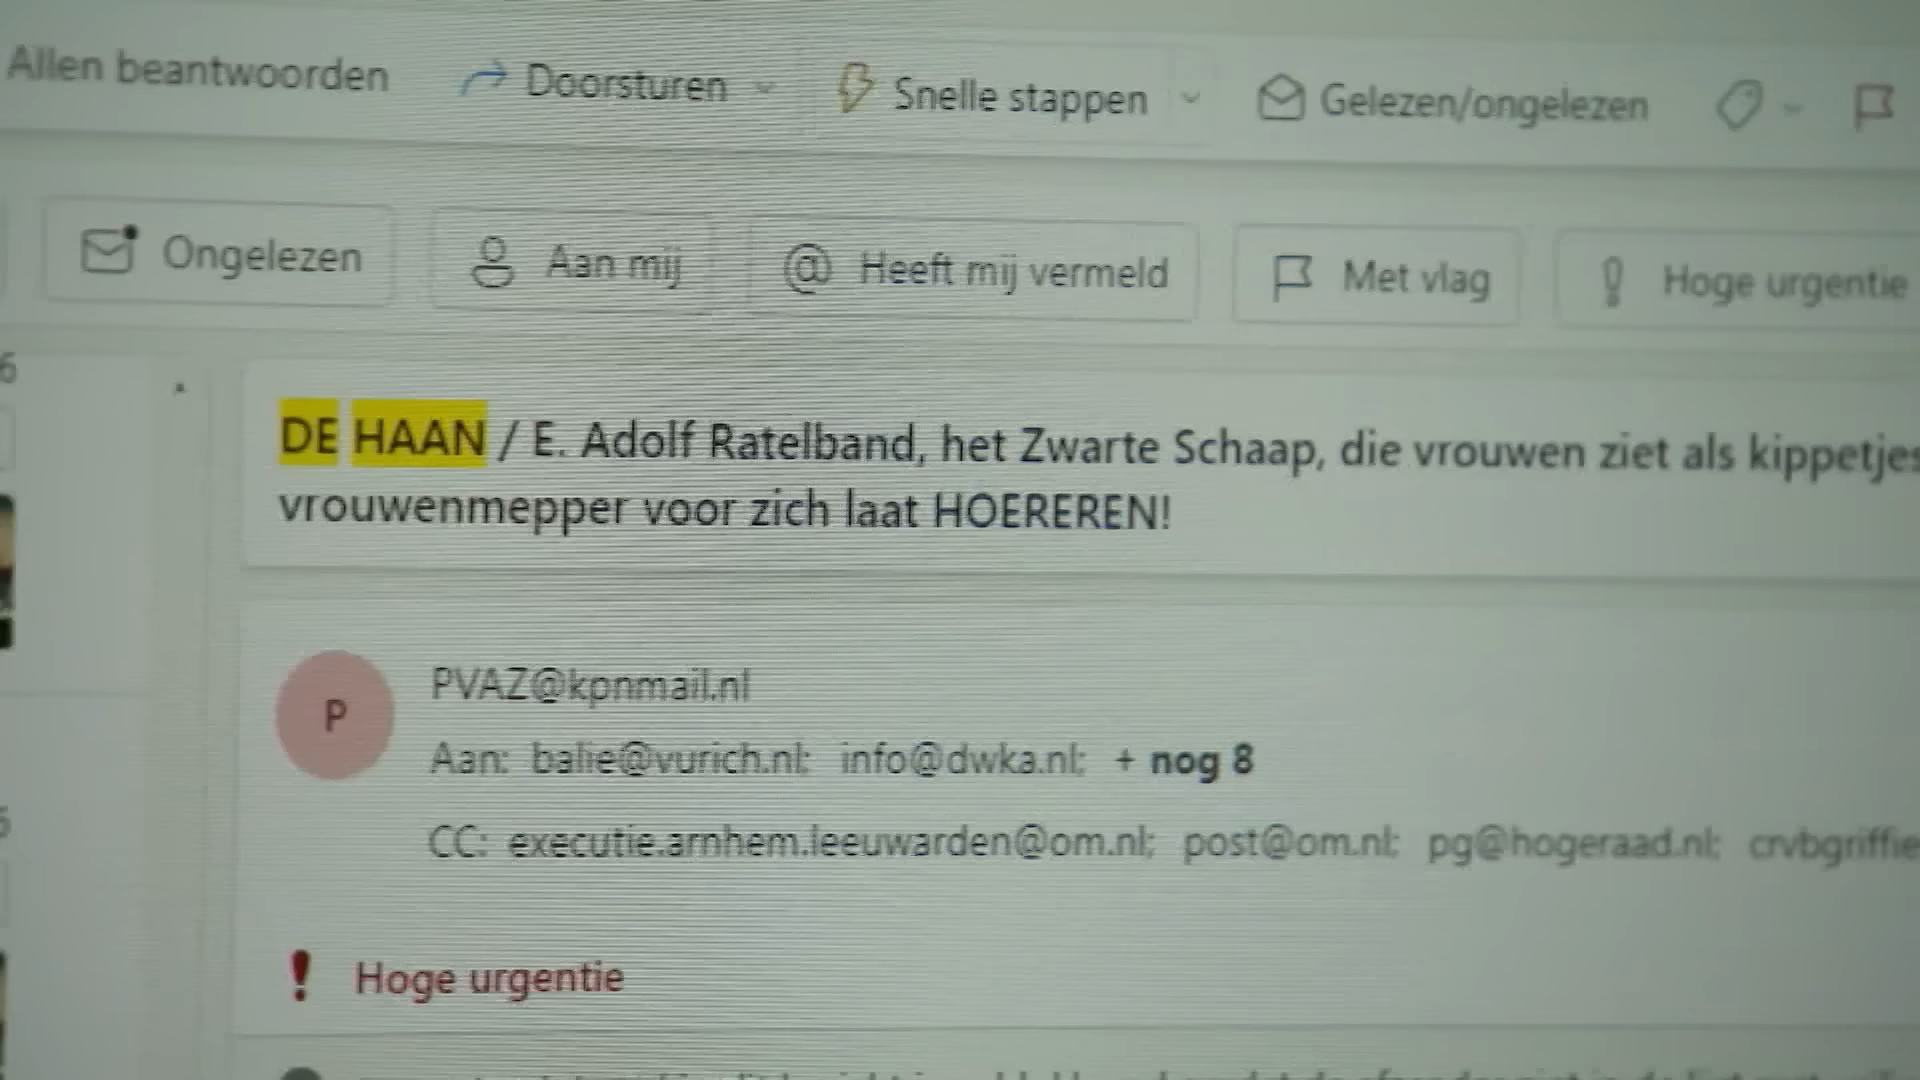 Allen beantwoorden Doorsturen Snelle stappen Gelezen/ongelezen
Ongelezen Aan mij Heeft mij vermeld Met vlag Hoge urgentie
DE HAAN / E. Adolf Ratelband, het Zwarte Schaap, die vrouwen ziet als kippetjes
vrouwenmepper voor zich laat HOEREREN!
P
PVAZ@kpnmail.nl
Aan: balie@vurich.nl; info@dwka.nl; + nog 8
CC: executie.arnhem.leeuwarden@om.nl; post@om.nl; pg@hogeraad.nl; crvbgriffie
! Hoge urgentie